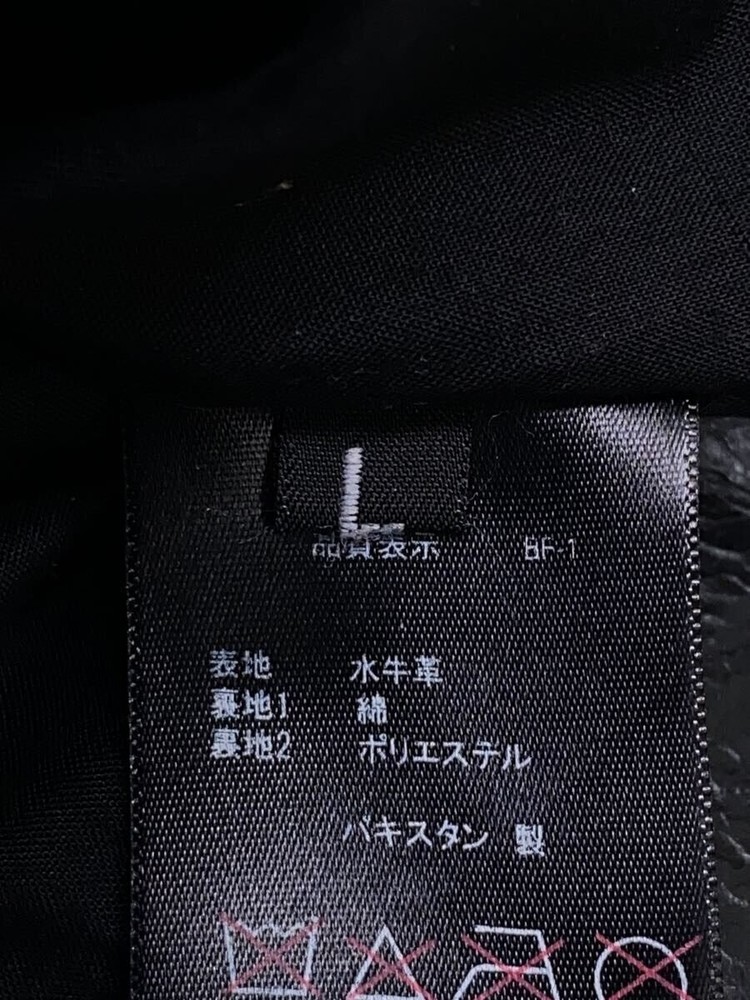 L
品質表示 BF-1
表地 水牛革
裏地1 綿
裏地2 ポリエステル
パキスタン 製